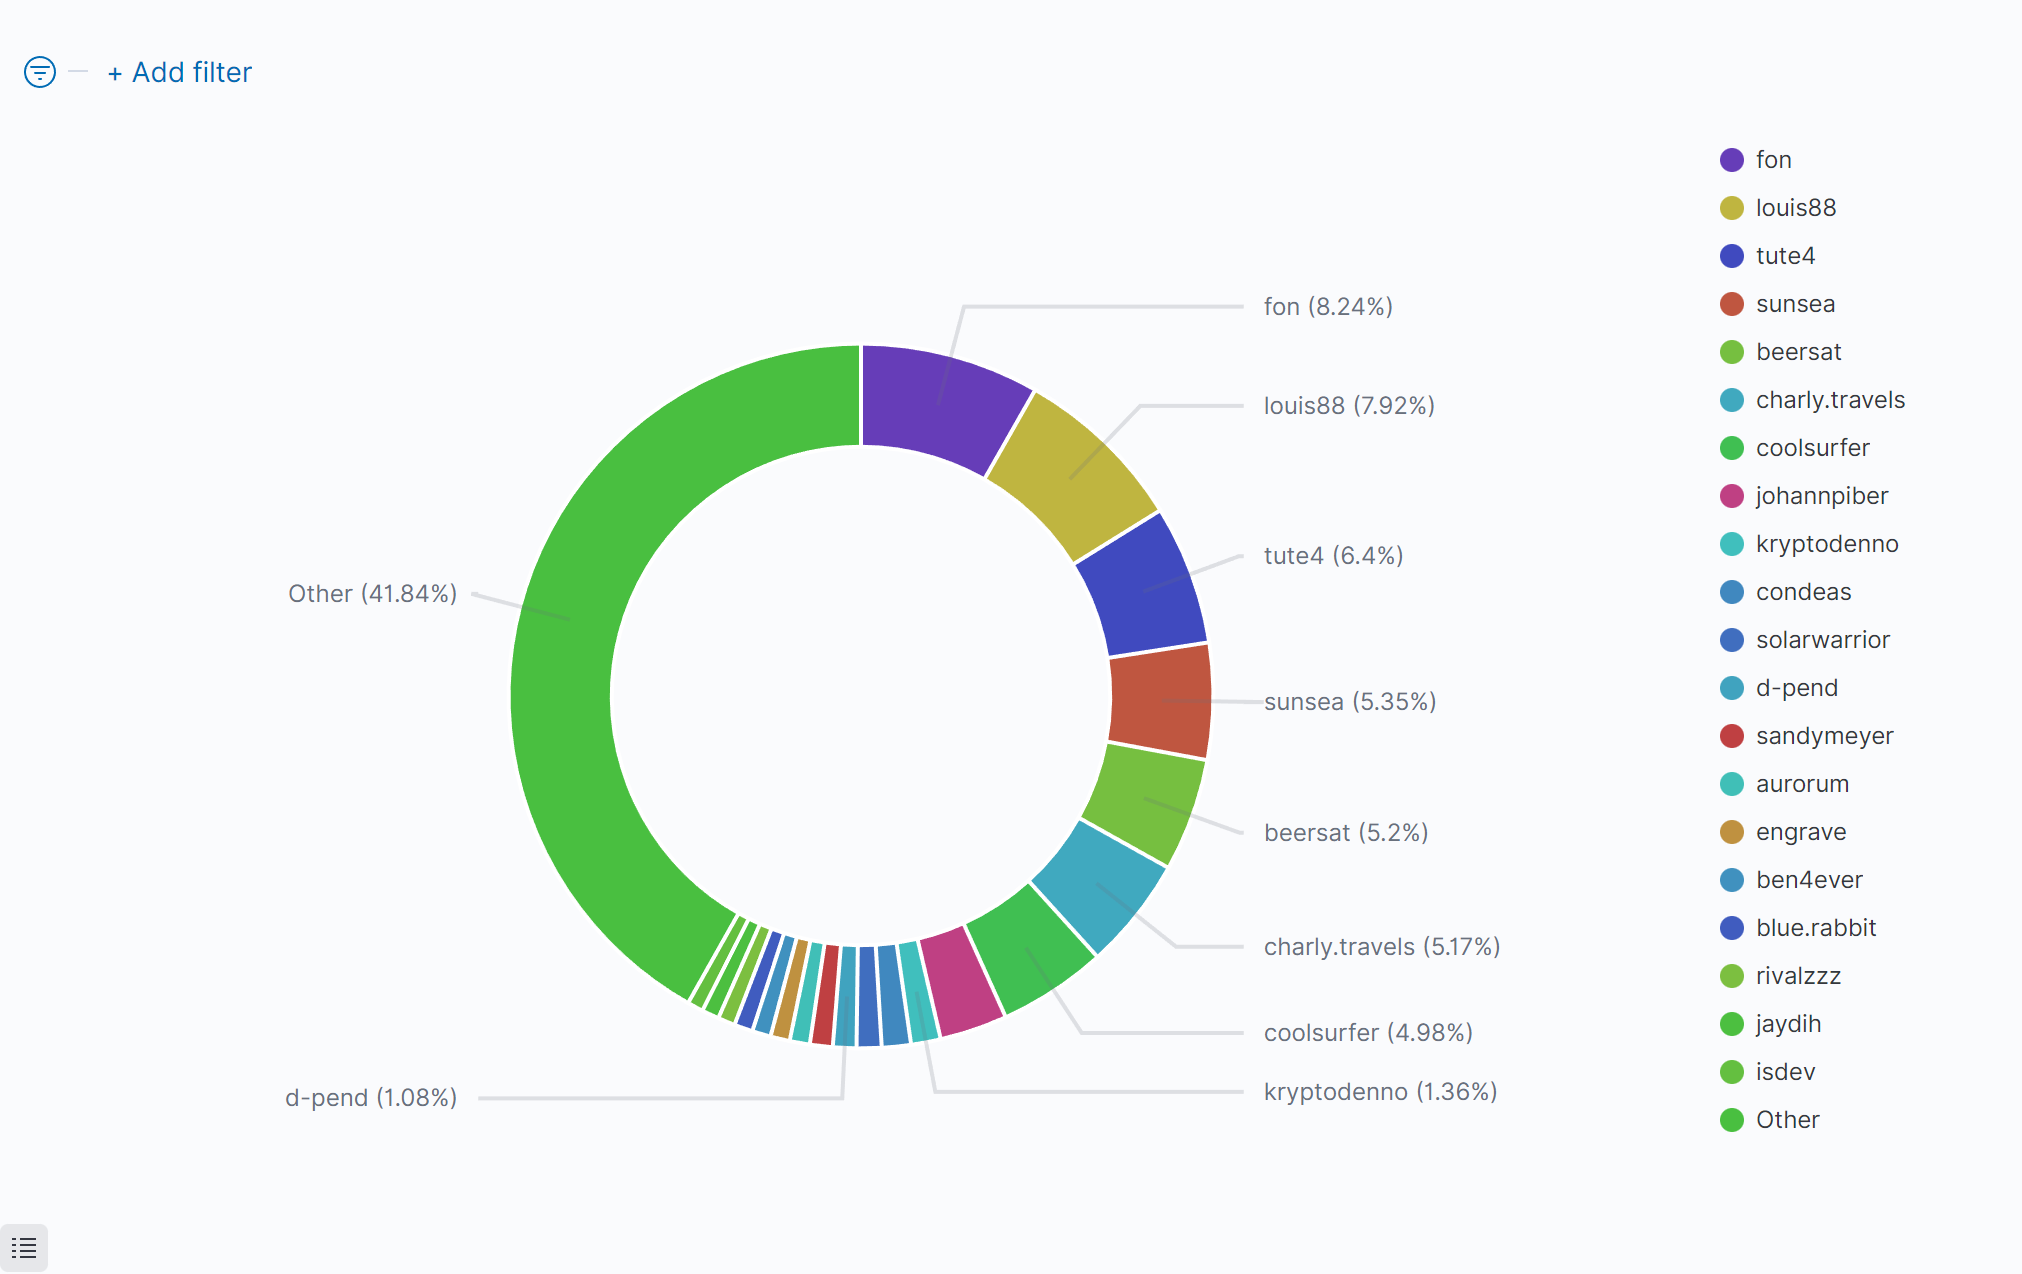 + Add filter
fon (8.24%)
louis88 (7.92%)
tute4 (6.4%)
sunsea (5.35%)
beersat (5.2%)
charly.travels (5.17%)
coolsurfer (4.98%)
kryptodenno (1.36%)
d-pend (1.08%)
Other (41.84%)
fon
louis88
tute4
sunsea
beersat
charly.travels
coolsurfer
johannpiber
kryptodenno
condeas
solarwarrior
d-pend
sandymeyer
aurorum
engrave
ben4ever
blue.rabbit
rivalzzz
jaydih
isdev
Other